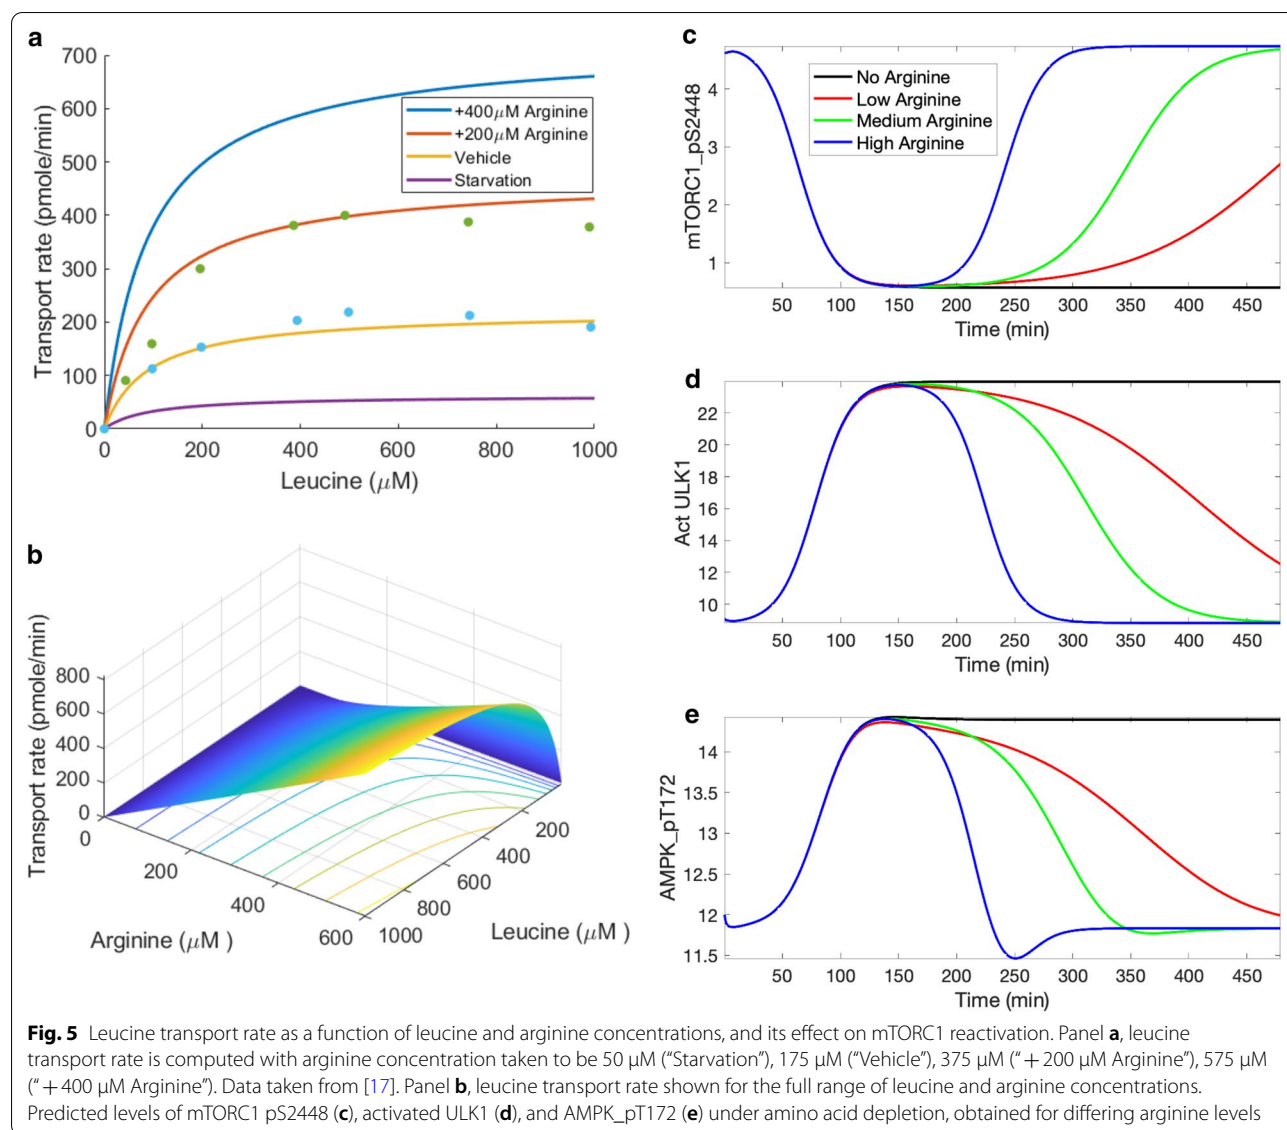 a
700
600
500
400
300
200
100
0
0 200 400 600 800 1000
Transport rate (pmole/min)
Leucine (μM)
+400μM Arginine
+200μM Arginine
Vehicle
Starvation
b
800
600
400
200
0
0
200
400
600
200
400
600
800
1000
Transport rate (pmole/min)
Arginine (μM )
Leucine (μM )
c
4
3
2
1
50 100 150 200 250 300 350 400 450
mTORC1_pS2448
Time (min)
No Arginine
Low Arginine
Medium Arginine
High Arginine
d
22
20
18
16
14
12
10
50 100 150 200 250 300 350 400 450
Act ULK1
Time (min)
e
14
13.5
13
12.5
12
11.5
50 100 150 200 250 300 350 400 450
AMPK_pT172
Time (min)
Fig. 5 Leucine transport rate as a function of leucine and arginine concentrations, and its effect on mTORC1 reactivation. Panel a, leucine
transport rate is computed with arginine concentration taken to be 50 μM (“Starvation”), 175 μM (“Vehicle”), 375 μM (“ + 200 μM Arginine”), 575 μM
(“ + 400 μM Arginine”). Data taken from [17]. Panel b, leucine transport rate shown for the full range of leucine and arginine concentrations.
Predicted levels of mTORC1 pS2448 (c), activated ULK1 (d), and AMPK_pT172 (e) under amino acid depletion, obtained for differing arginine levels